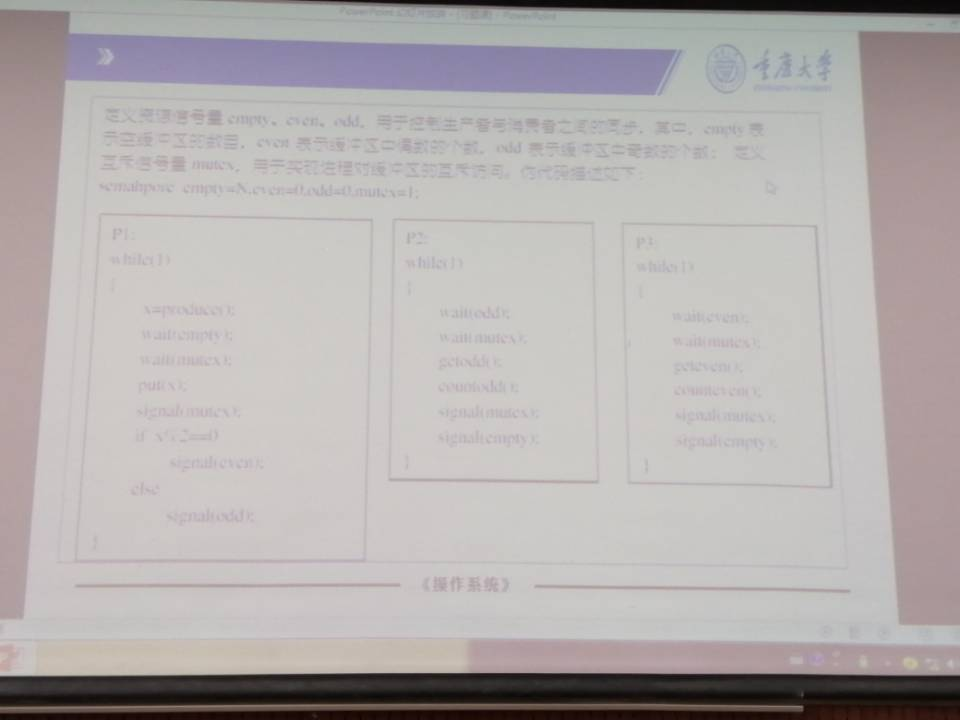 重庆大学
定义资源信号量 empty、even、odd，用于控制生产者与消费者之间的同步，其中，empty 表
示空缓冲区的数目，even 表示缓冲区中偶数的个数，odd 表示缓冲区中奇数的个数； 定义
互斥信号量 mutex，用于实现进程对缓冲区的互斥访问。伪代码描述如下：
semahpore empty=N,even=0,odd=0,mutex=1;
P1:
while(1)
{
x=produce();
wait(empty);
wait(mutex);
put(x);
signal(mutex);
if x%2==0
signal(even);
else
signal(odd);
}
P2:
while(1)
{
wait(odd);
wait(mutex);
getodd();
countodd();
signal(mutex);
signal(empty);
}
P3:
while(1)
{
wait(even);
wait(mutex);
geteven();
counteven();
signal(mutex);
signal(empty);
}
《操作系统》